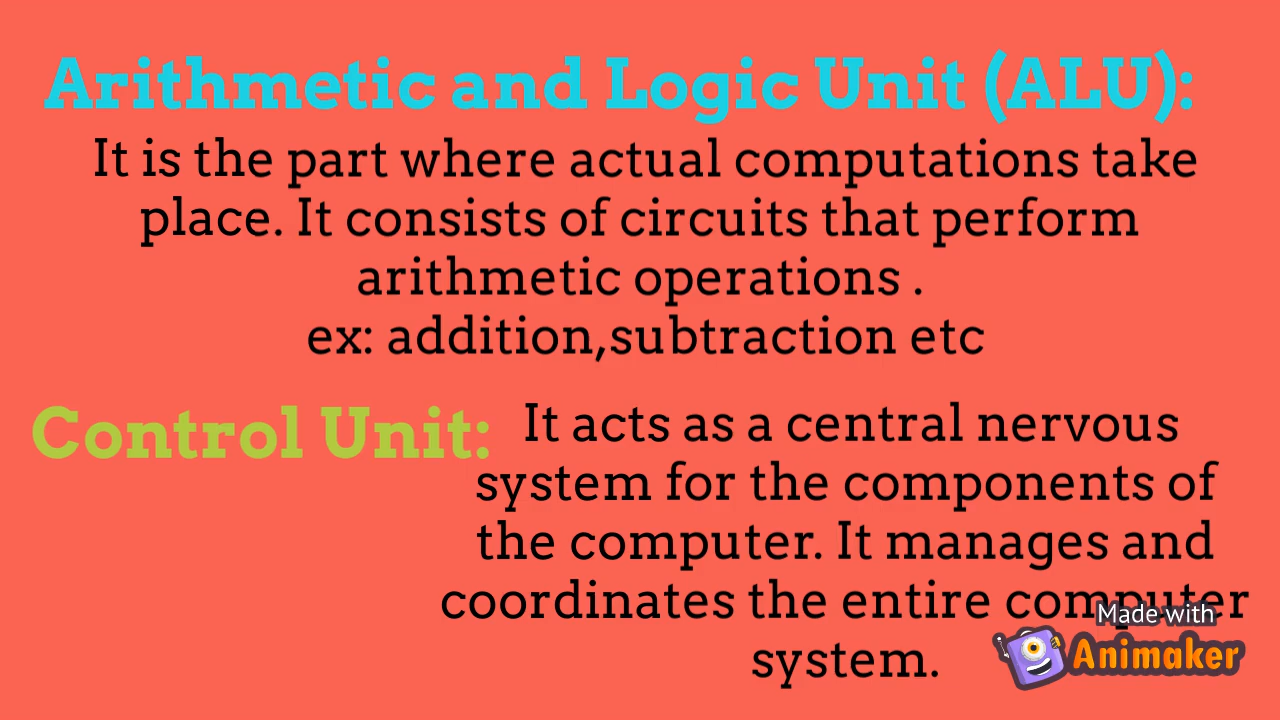 Arithmetic and Logic Unit (ALU):
It is the part where actual computations take
place. It consists of circuits that perform
arithmetic operations .
ex: addition,subtraction etc
Control Unit:
It acts as a central nervous
system for the components of
the computer. It manages and
coordinates the entire computer
system.
Made with
Animaker